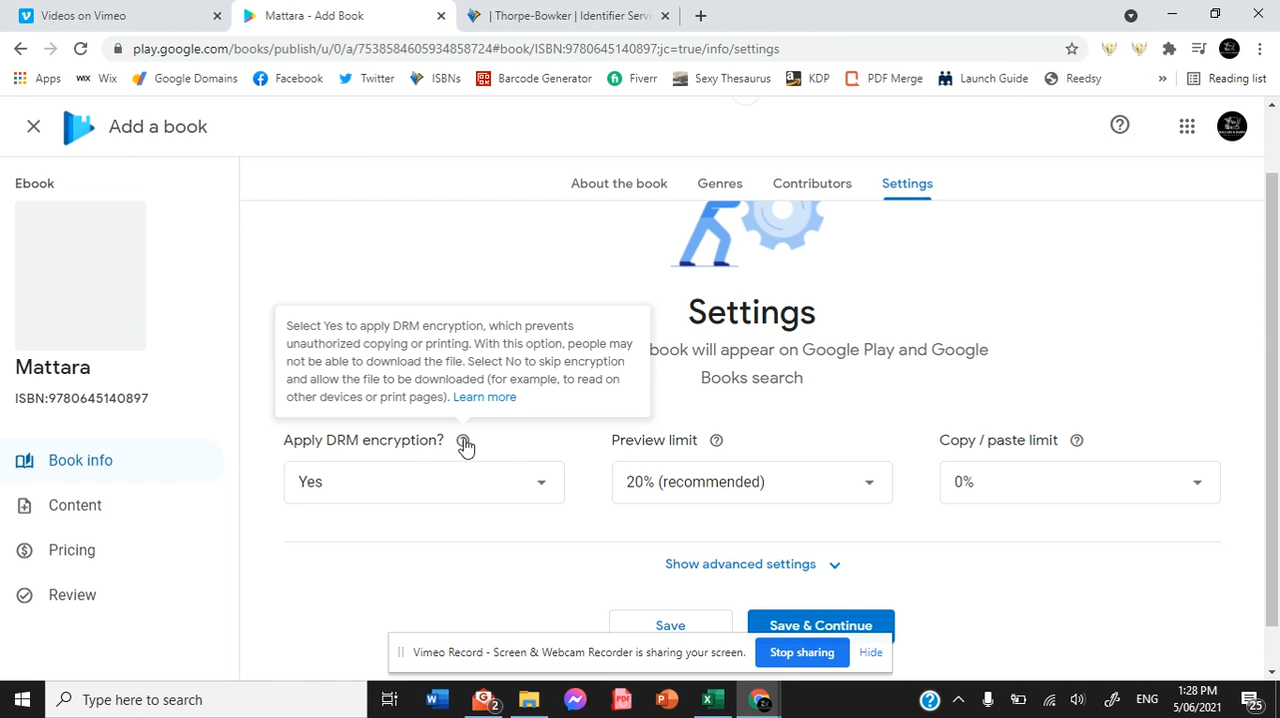 Videos on Vimeo
Mattara - Add Book
| Thorpe-Bowker | Identifier Serv
play.google.com/books/publish/u/0/a/7538584605934858724#book/ISBN:9780645140897;jc=true/info/settings
Apps
WIX Wix
Google Domains
Facebook
Twitter
ISBNs
Barcode Generator
Fiverr
Sexy Thesaurus
KDP
PDF Merge
Launch Guide
Reedsy
»
Reading list
Add a book
Ebook
About the book
Genres
Contributors
Settings
Settings
Select Yes to apply DRM encryption, which prevents
unauthorized copying or printing. With this option, people may
not be able to download the file. Select No to skip encryption
and allow the file to be downloaded (for example, to read on
other devices or print pages). Learn more
book will appear on Google Play and Google
Books search
Mattara
ISBN:9780645140897
Apply DRM encryption?
Preview limit
Copy / paste limit
Yes
20% (recommended)
0%
Book info
Content
Pricing
Review
Show advanced settings
Save
Save & Continue
Vimeo Record - Screen & Webcam Recorder is sharing your screen.
Stop sharing
Hide
Type here to search
2
ENG
1:28 PM
5/06/2021
25